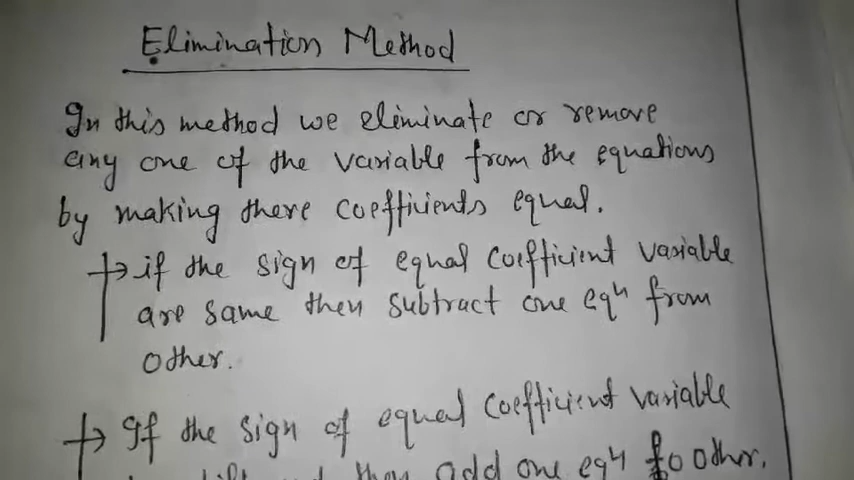 Elimination Method
In this method we eliminate or remove
any one of the variable from the equations
by making there coefficients equal.
→ if the sign of equal coefficient variable
are same then subtract one eqn from
other.
→ If the sign of equal coefficient variable
then add one eqn to other.